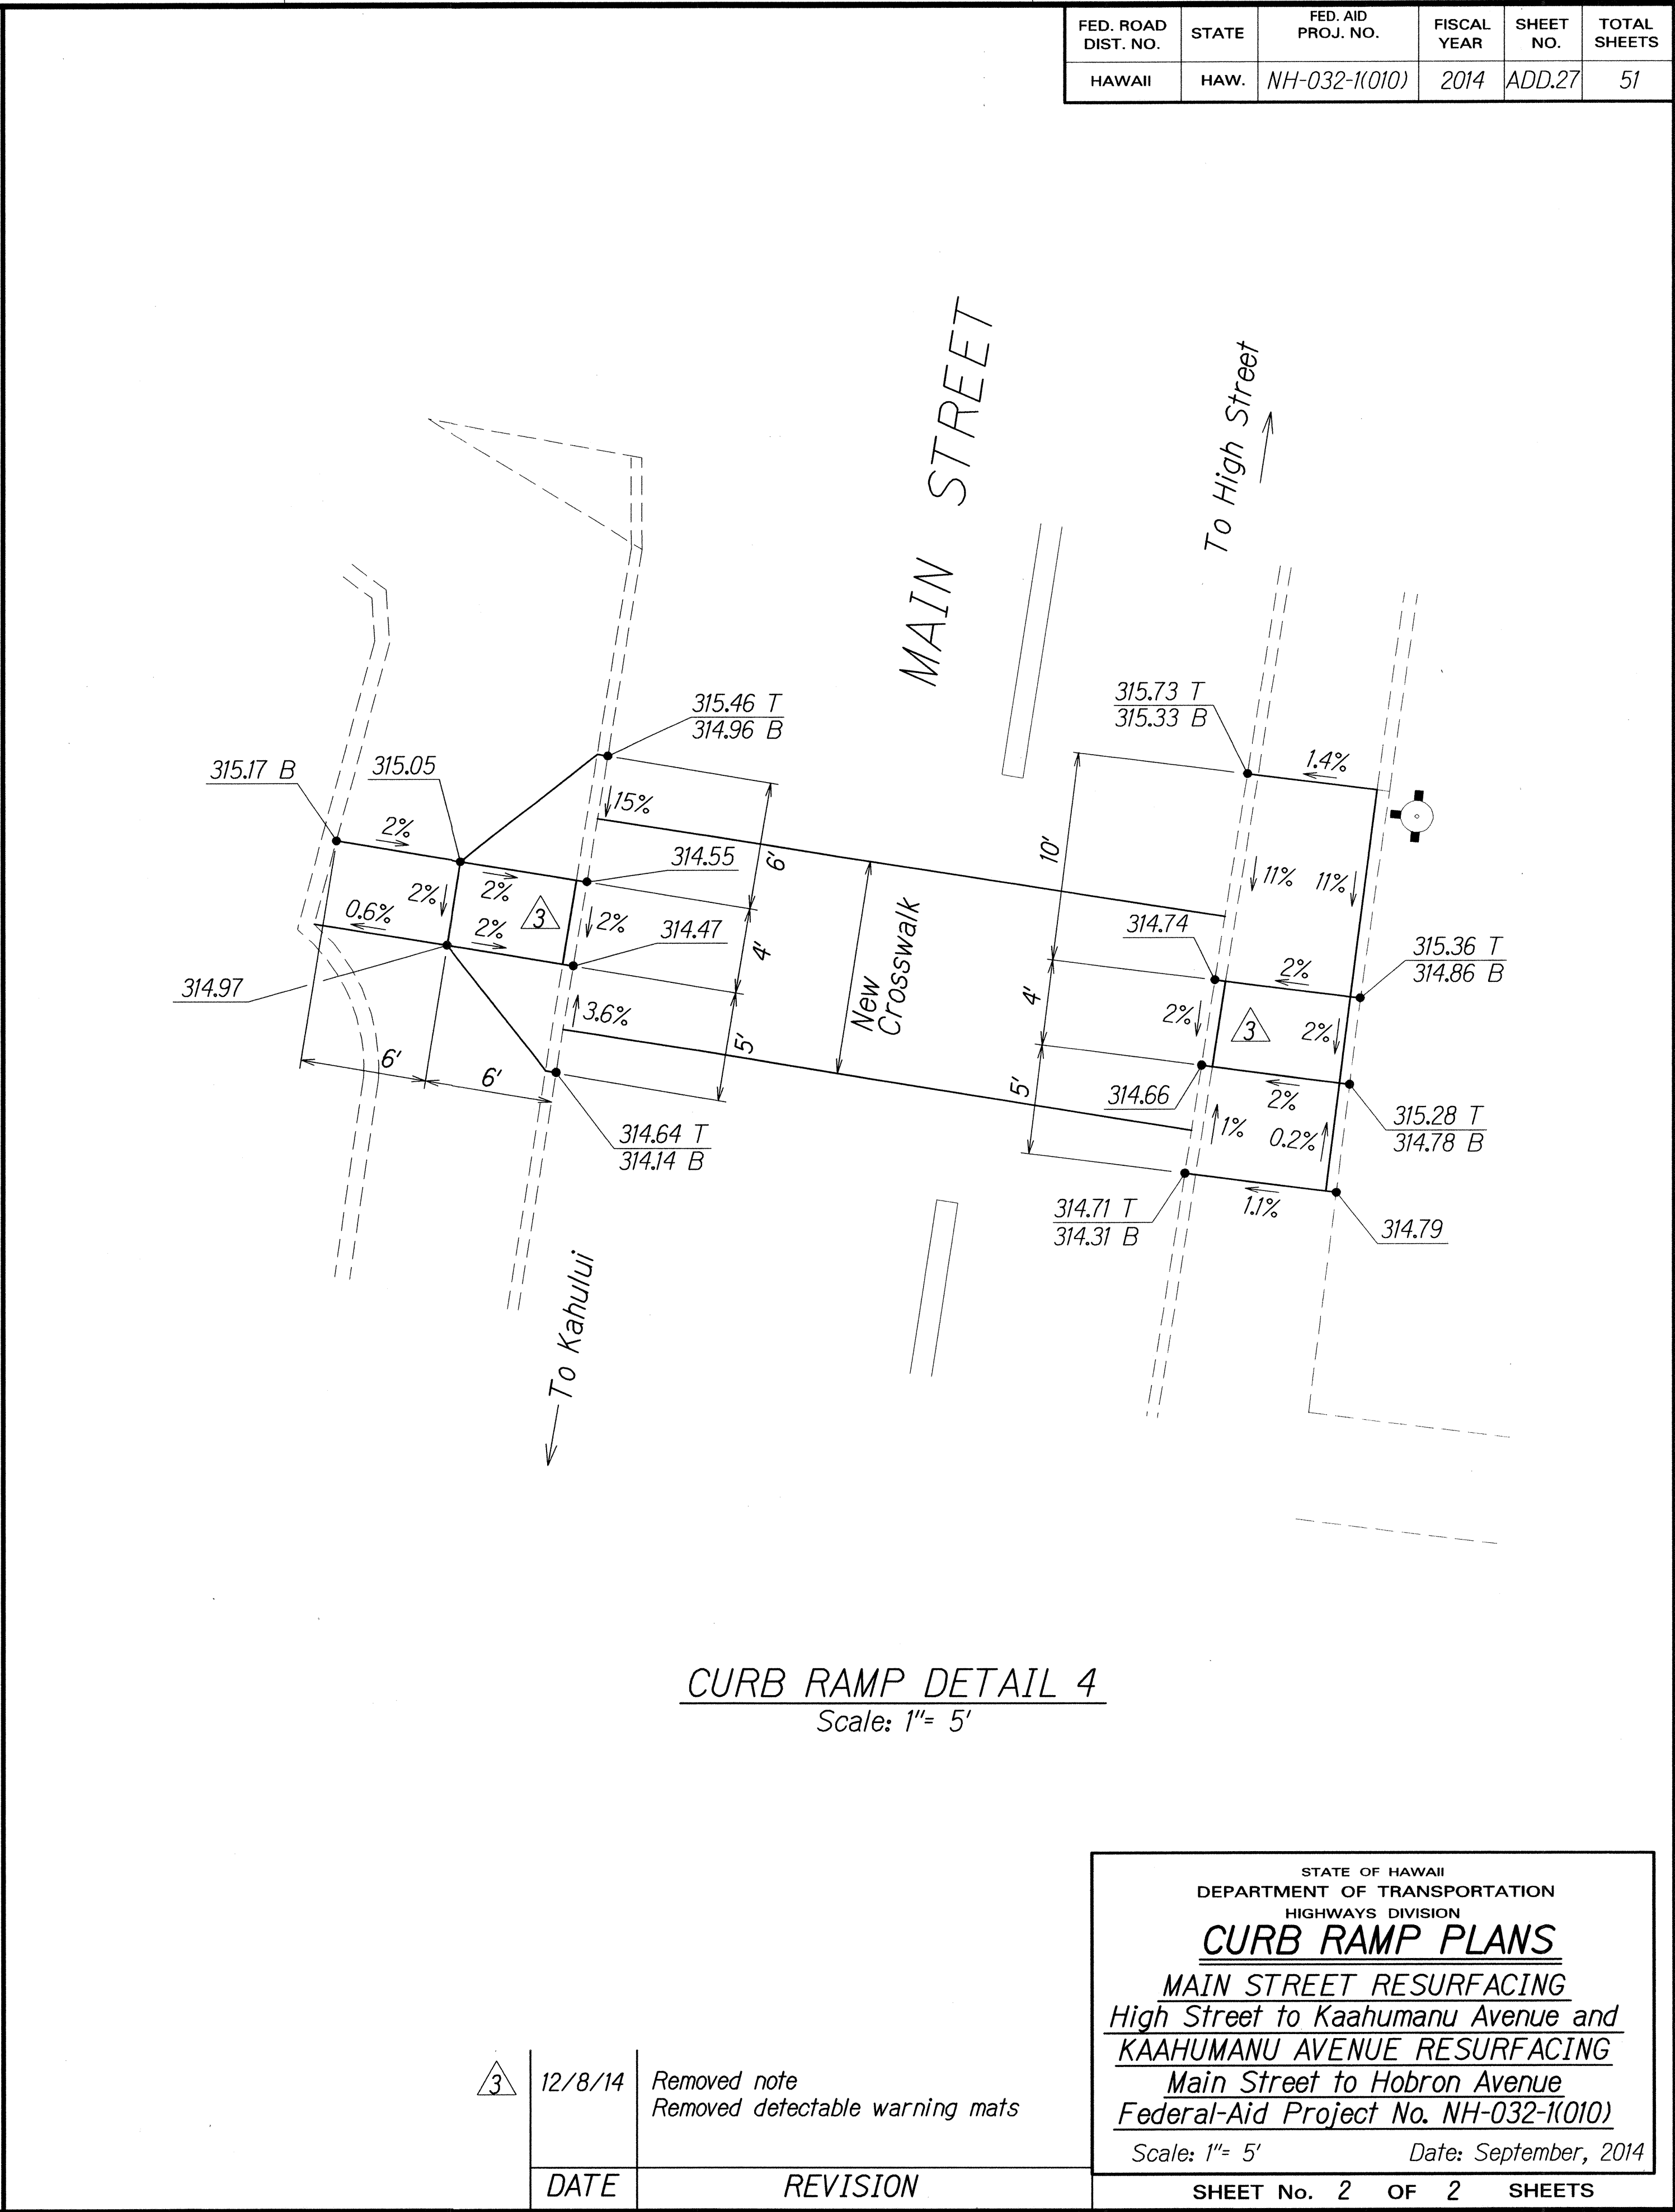 FED. ROAD DIST. NO.
STATE
FED. AID PROJ. NO.
FISCAL YEAR
SHEET NO.
TOTAL SHEETS
HAWAII
HAW.
NH-032-1(010)
2014
ADD.27
51
MAIN STREET
To High Street
315.46 T
314.96 B
315.73 T
315.33 B
1.4%
315.17 B
315.05
15%
2%
314.55
6'
10'
11%
11%
2%
2%
0.6%
2%
3
2%
314.47
4'
314.97
3.6%
5'
New
Crosswalk
314.74
2%
315.36 T
314.86 B
4'
2%
3
2%
6'
6'
5'
314.66
2%
315.28 T
314.78 B
1%
0.2%
314.64 T
314.14 B
314.71 T
314.31 B
1.1%
314.79
To Kahului
CURB RAMP DETAIL 4
Scale: 1"= 5'
STATE OF HAWAII
DEPARTMENT OF TRANSPORTATION
HIGHWAYS DIVISION
CURB RAMP PLANS
MAIN STREET RESURFACING
High Street to Kaahumanu Avenue and
KAAHUMANU AVENUE RESURFACING
Main Street to Hobron Avenue
Federal-Aid Project No. NH-032-1(010)
Scale: 1"= 5' Date: September, 2014
SHEET No. 2 OF 2 SHEETS
3 12/8/14 Removed note
Removed detectable warning mats
DATE REVISION